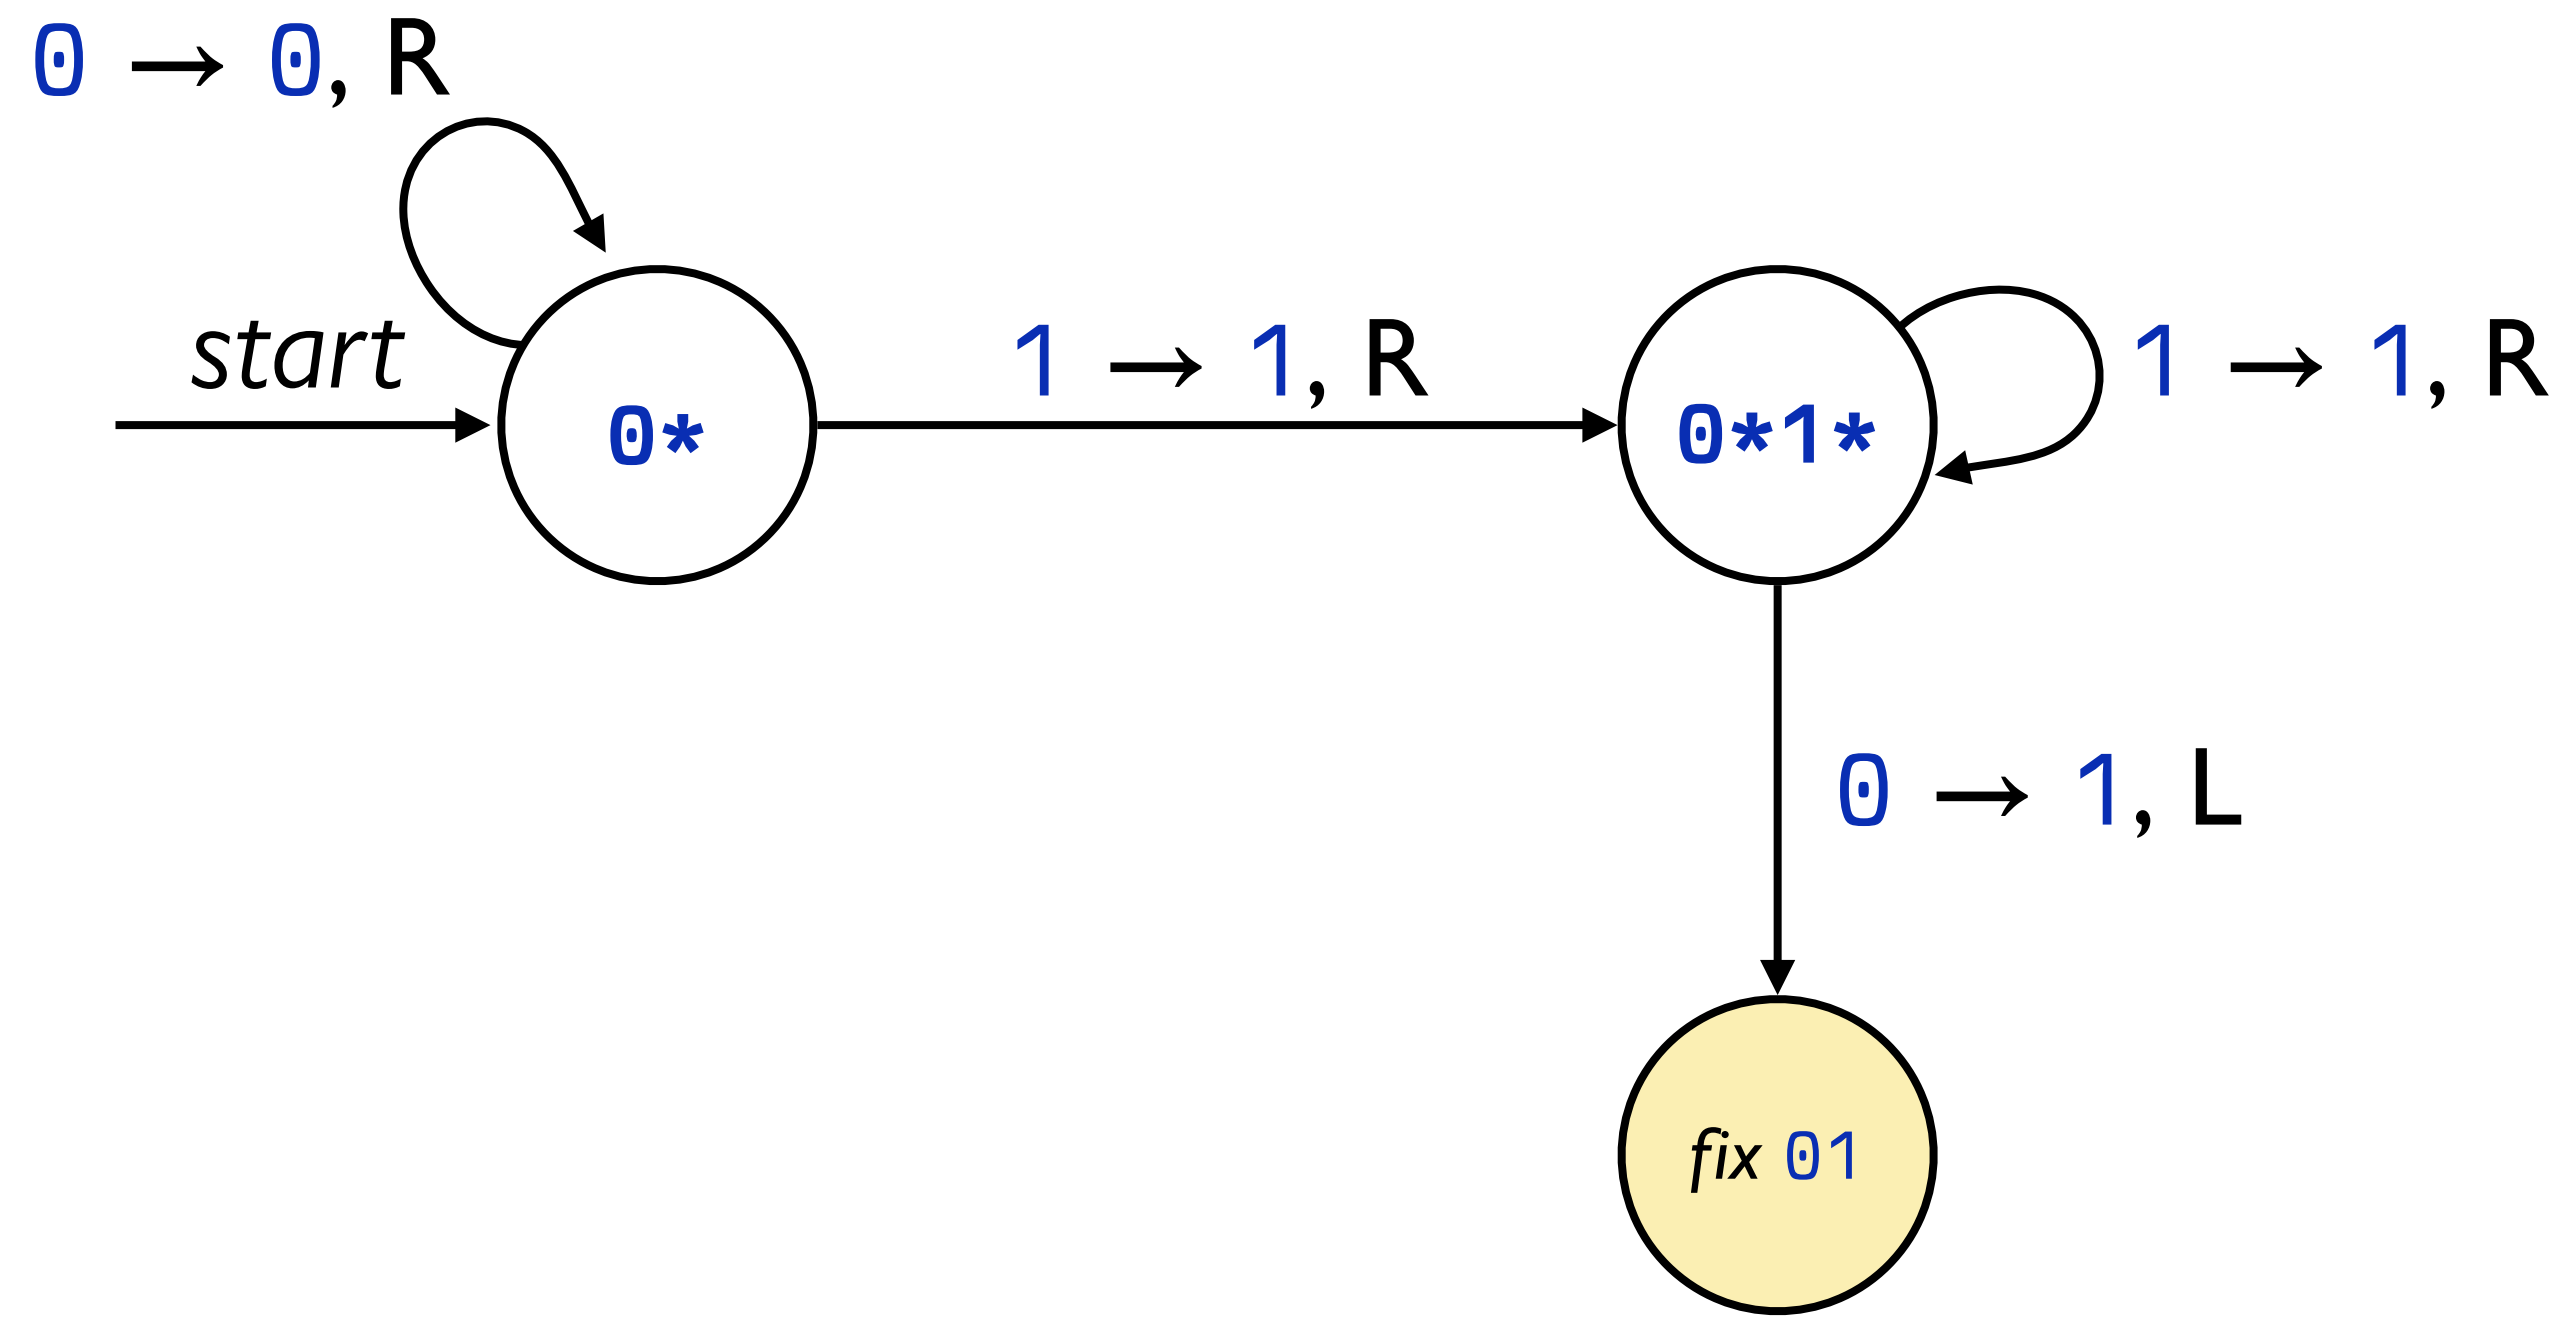 0 → 0, R
start
0*
1 → 1, R
0*1*
1 → 1, R
0 → 1, L
fix 01